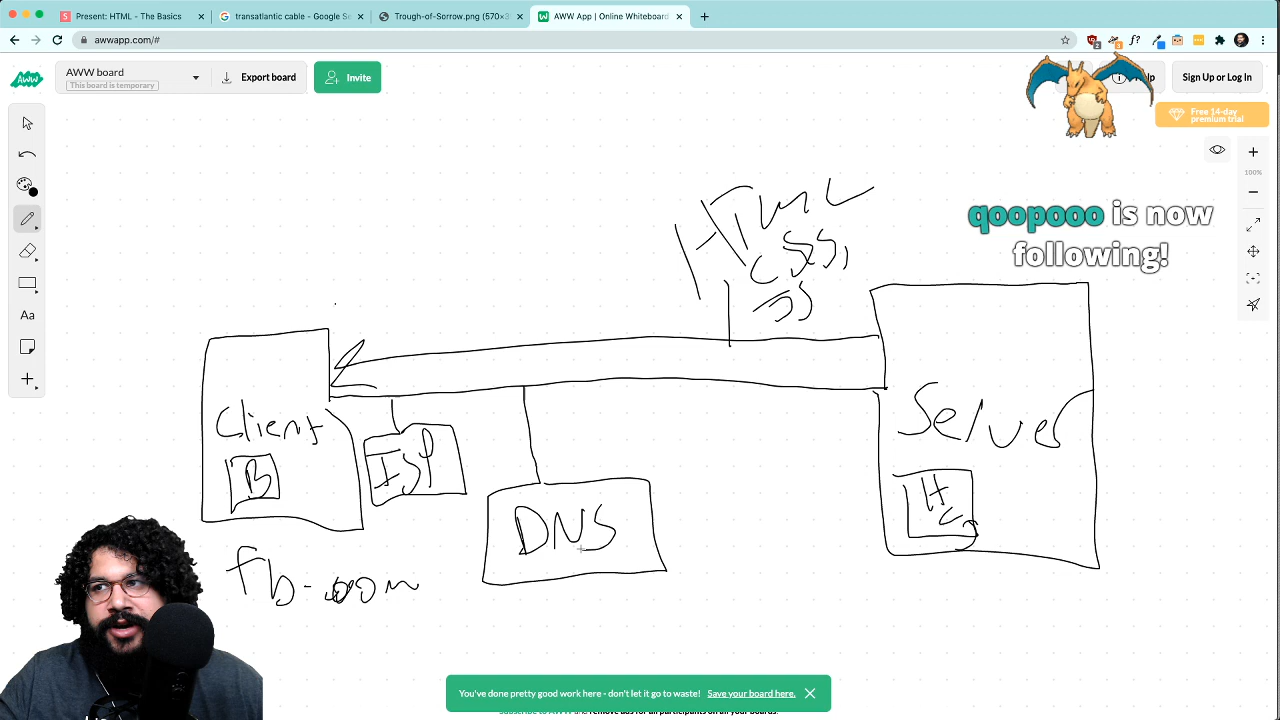 Present: HTML - The Basics
transatlantic cable - Google Se
Trough-of-Sorrow.png (570×3
AWW App | Online Whiteboard
awwapp.com/#
AWW
AWW board
This board is temporary
Export board
Invite
Sign Up or Log In
Free 14-day
premium trial
100%
qoopooo is now
following!
HTML
CSS,
JS
Client
B
ISP
DNS
Server
H
CS
Aa
You've done pretty good work here - don't let it go to waste! Save your board here.